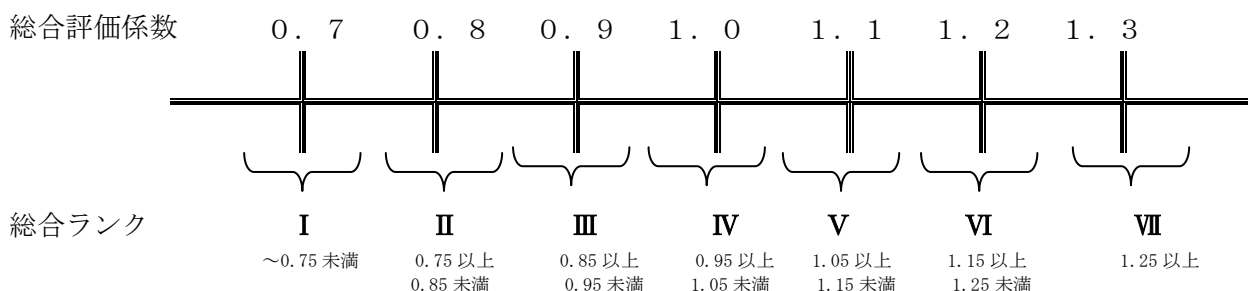 総合評価係数 0．7 0．8 0．9 1．0 1．1 1．2 1．3
総合ランク Ⅰ Ⅱ Ⅲ Ⅳ Ⅴ Ⅵ Ⅶ
～0.75 未満 0.75 以上 0.85 以上 0.95 以上 1.05 以上 1.15 以上 1.25 以上
0.85 未満 0.95 未満 1.05 未満 1.15 未満 1.25 未満